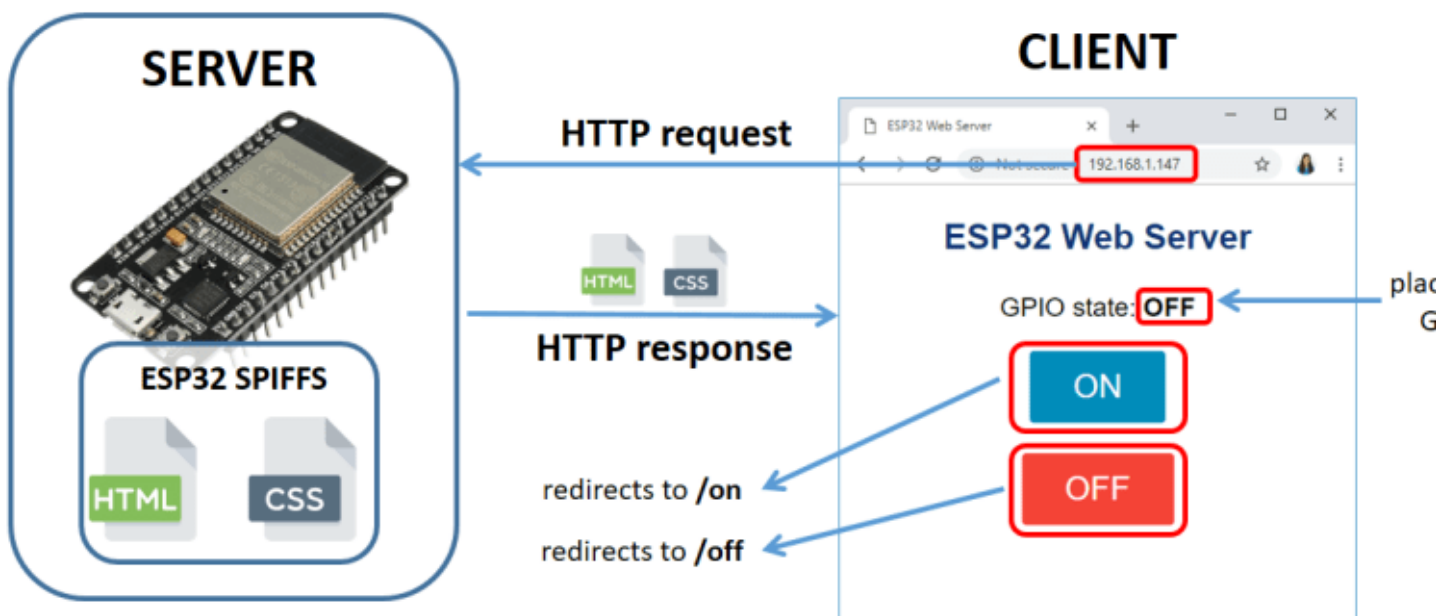 SERVER
CLIENT
HTTP request
ESP32 Web Server
192.168.1.147
ESP32 Web Server
HTML
CSS
GPIO state: OFF
HTTP response
ESP32 SPIFFS
ON
HTML
CSS
OFF
redirects to /on
redirects to /off